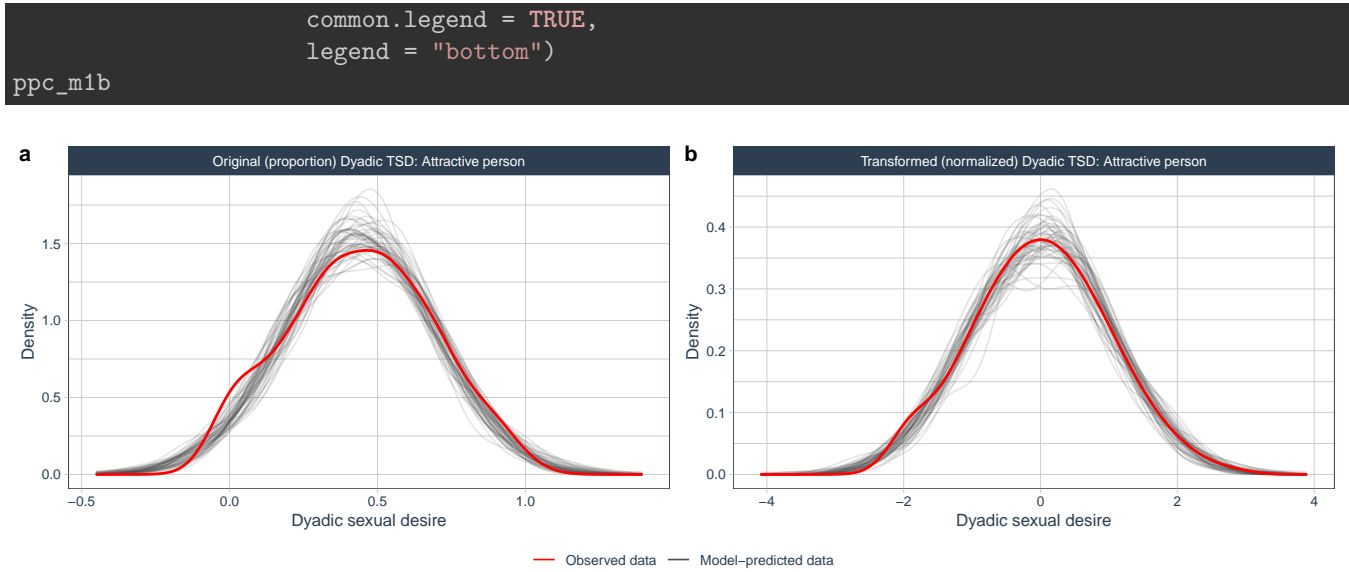 common.legend = TRUE,
legend = "bottom")
ppc_m1b
a
Original (proportion) Dyadic TSD: Attractive person
1.5
1.0
0.5
0.0
Density
−0.5
0.0
0.5
1.0
Dyadic sexual desire
b
Transformed (normalized) Dyadic TSD: Attractive person
0.4
0.3
0.2
0.1
0.0
Density
−4
−2
0
2
4
Dyadic sexual desire
Observed data
Model−predicted data